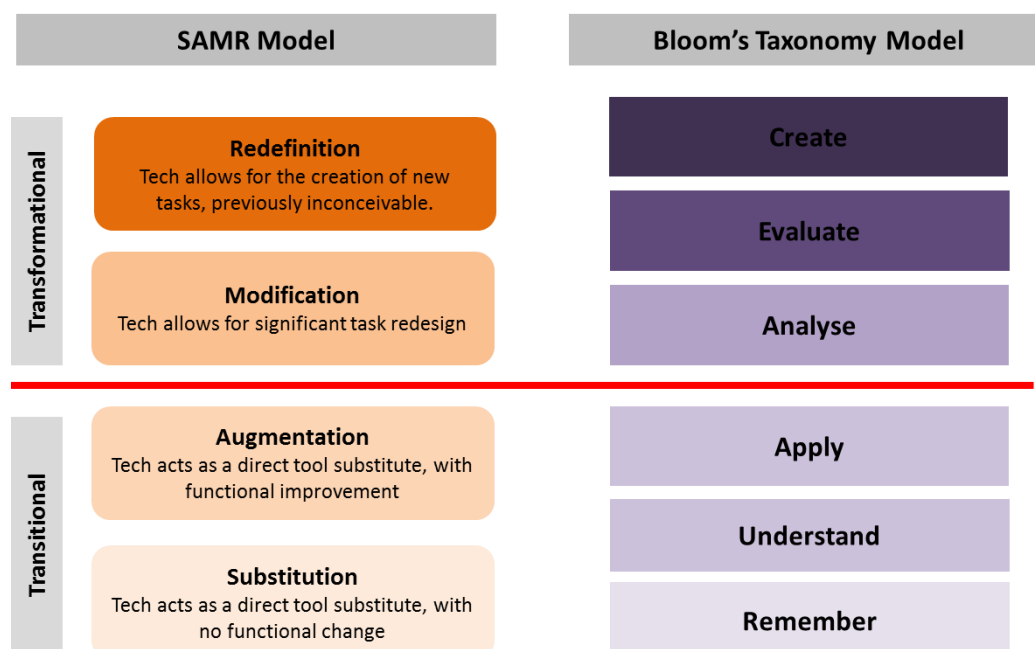 SAMR Model
Bloom’s Taxonomy Model
Transformational
Redefinition
Tech allows for the creation of new
tasks, previously inconceivable.
Modification
Tech allows for significant task redesign
Create
Evaluate
Analyse
Transitional
Augmentation
Tech acts as a direct tool substitute, with
functional improvement
Substitution
Tech acts as a direct tool substitute, with
no functional change
Apply
Understand
Remember